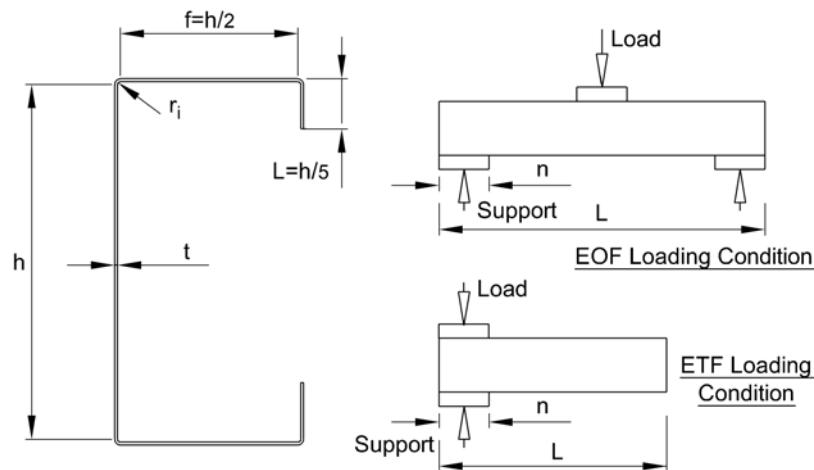 f=h/2
r_i
L=h/5
t
h
Load
n
Support
L
EOF Loading Condition
Load
ETF Loading
Condition
n
Support
L